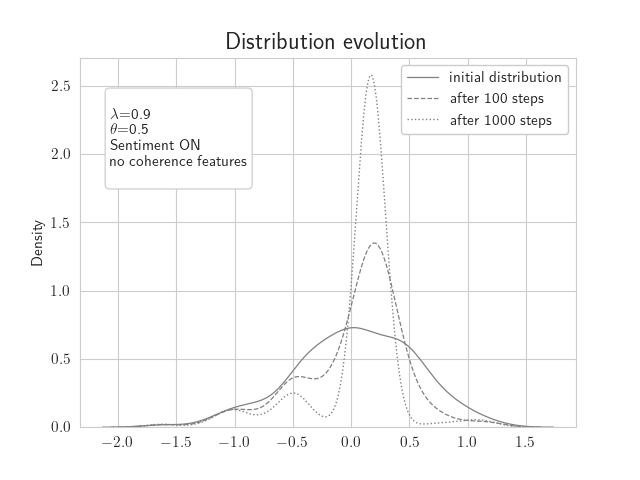 Distribution evolution
initial distribution
after 100 steps
after 1000 steps
λ=0.9
θ=0.5
Sentiment ON
no coherence features
Density
2.5
2.0
1.5
1.0
0.5
0.0
−2.0 −1.5 −1.0 −0.5 0.0 0.5 1.0 1.5